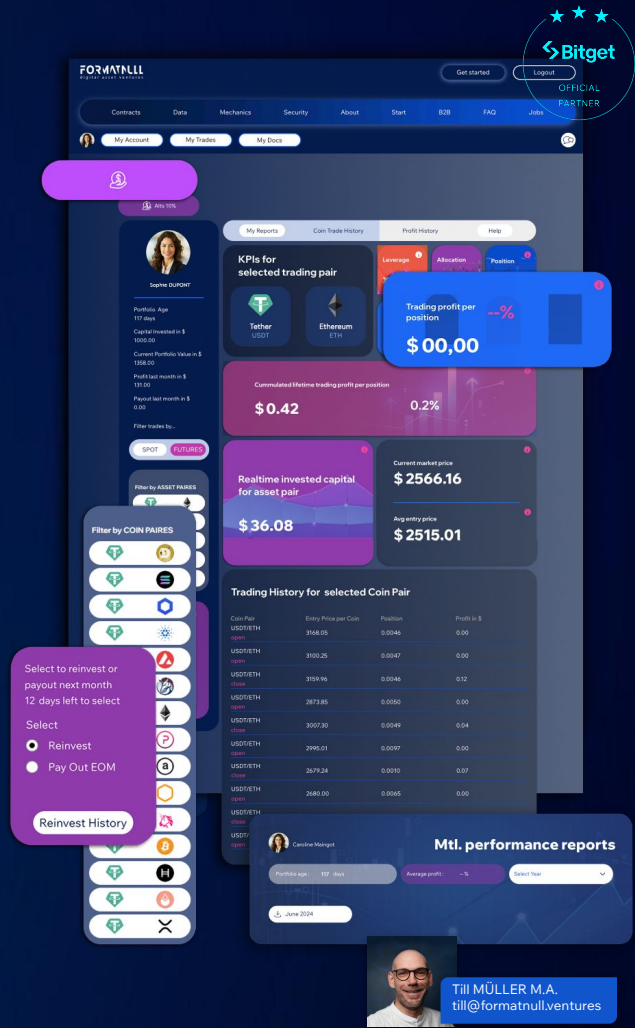 Bitget
OFFICIAL
PARTNER
FORMATNLLL
digital asset ventures
Get started
Logout
Contracts
Data
Mechanics
Security
About
Start
B2B
FAQ
Jobs
My Account
My Trades
My Docs
Alts 10%
My Reports
Coin Trade History
Profit History
Help
Sophie DUPONT
Portfolio Age
117 days
Capital Invested in $
1000.00
Current Portfolio Value in $
1358.00
Profit last month in $
131.00
Payout last month in $
0.00
Filter trades by...
SPOT
FUTURES
Filter by ASSET PAIRES
KPIs for
selected trading pair
Tether
USDT
Ethereum
ETH
Leverage
Allocation
Position
Trading profit per
position
--%
$ 00,00
Cummulated lifetime trading profit per position
$ 0.42
0.2%
Realtime invested capital
for asset pair
$ 36.08
Current market price
$ 2566.16
Avg entry price
$ 2515.01
Filter by COIN PAIRES
Select to reinvest or
payout next month
12 days left to select
Select
Reinvest
Pay Out EOM
Reinvest History
Trading History for selected Coin Pair
Coin Pair Entry Price per Coin Position Profit in $
USDT/ETH
open 3168.05 0.0046 0.00
USDT/ETH
open 3100.25 0.0047 0.00
USDT/ETH
close 3159.96 0.0046 0.12
USDT/ETH
open 2873.85 0.0050 0.00
USDT/ETH
close 3007.30 0.0049 0.04
USDT/ETH
open 2995.01 0.0097 0.00
USDT/ETH
close 2679.24 0.0010 0.07
USDT/ETH
open 2680.00 0.0065 0.00
USDT/ETH
close
USDT/
open
Caroline Maingot
Mtl. performance reports
Portfolio age: 117 days
Average profit: --%
Select Year
June 2024
Till MÜLLER M.A.
till@formatnull.ventures